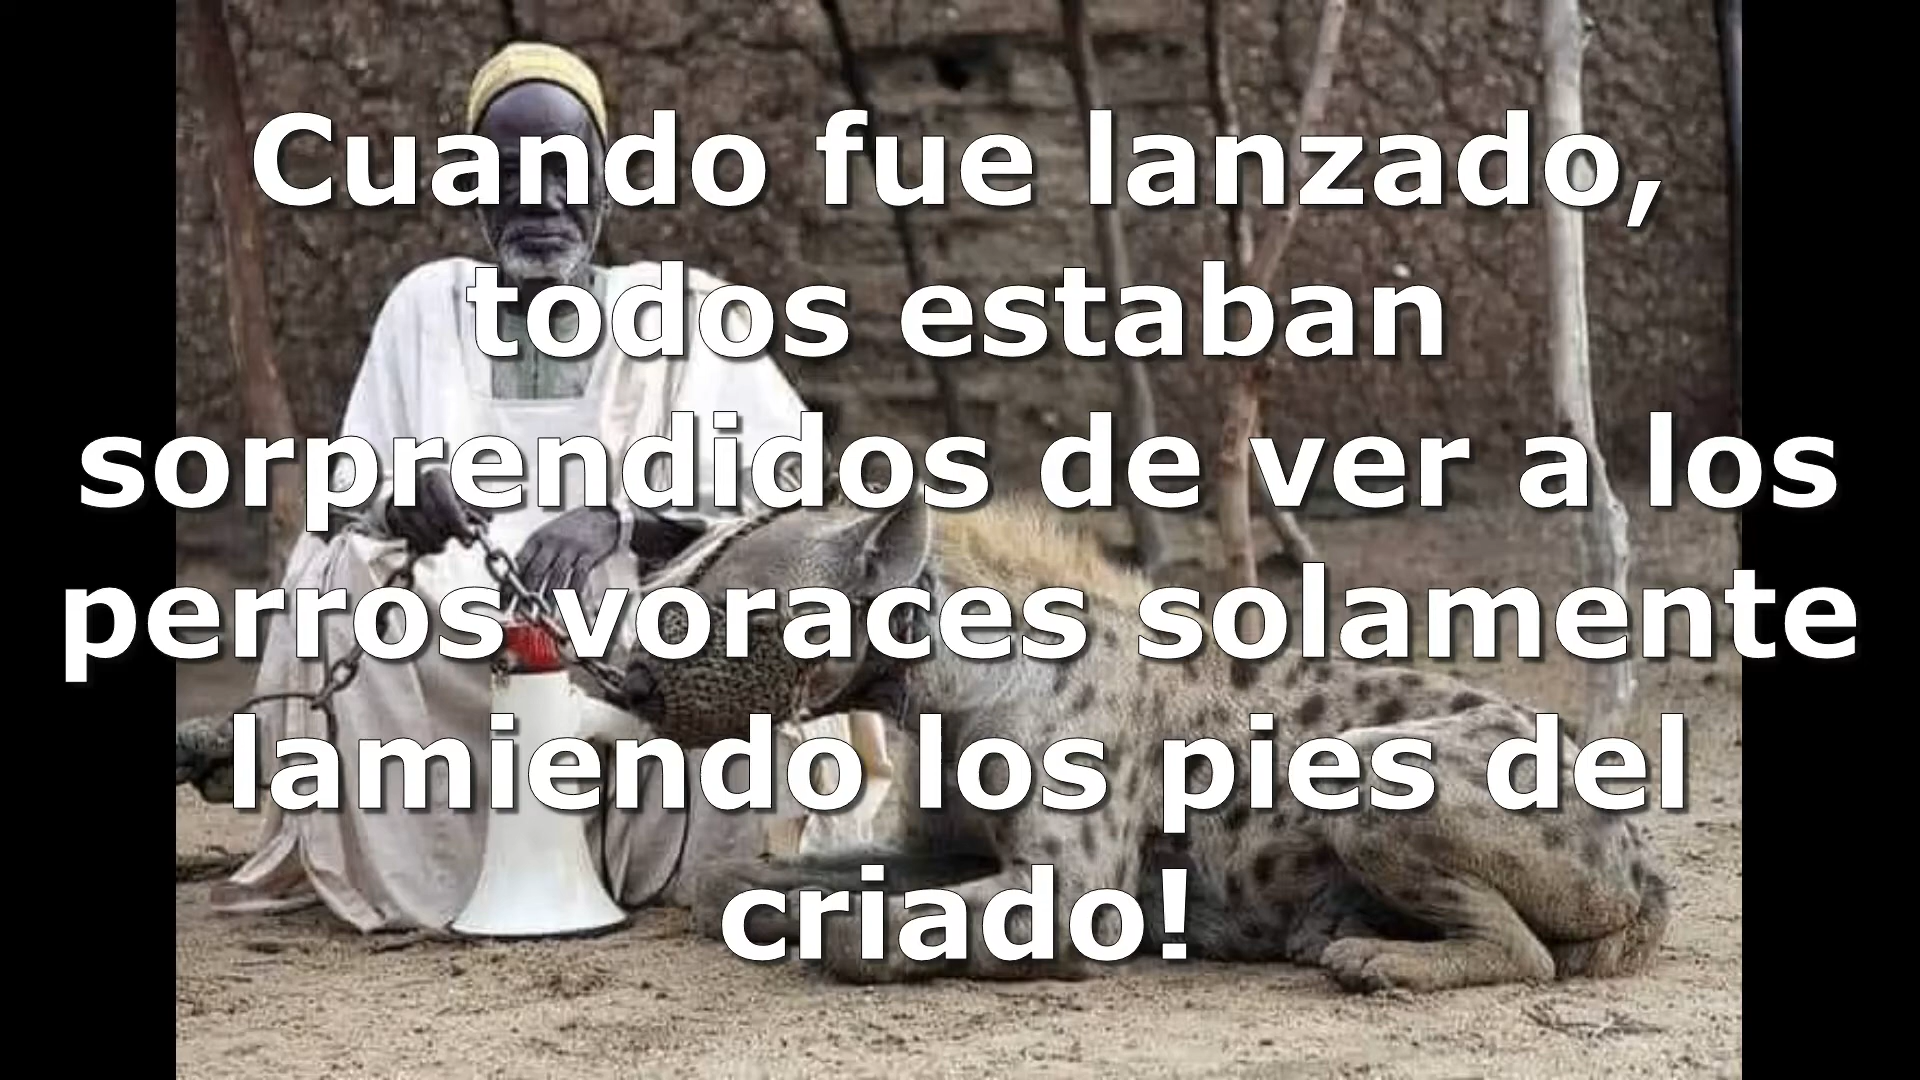 Cuando fue lanzado,
todos estaban
sorprendidos de ver a los
perros voraces solamente
lamiendo los pies del
criado!